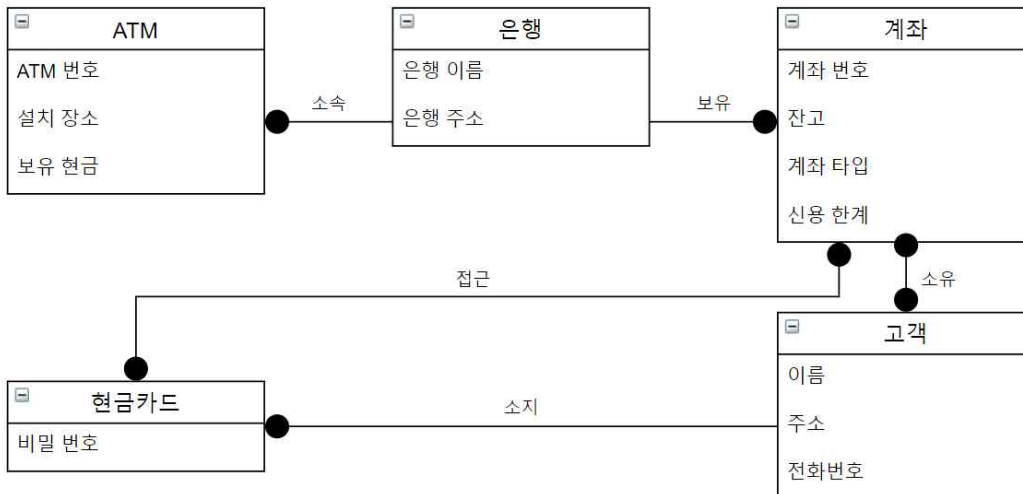 ATM
ATM 번호
설치 장소
보유 현금
소속
은행
은행 이름
은행 주소
보유
계좌
계좌 번호
잔고
계좌 타입
신용 한계
접근
소유
현금카드
비밀 번호
소지
고객
이름
주소
전화번호